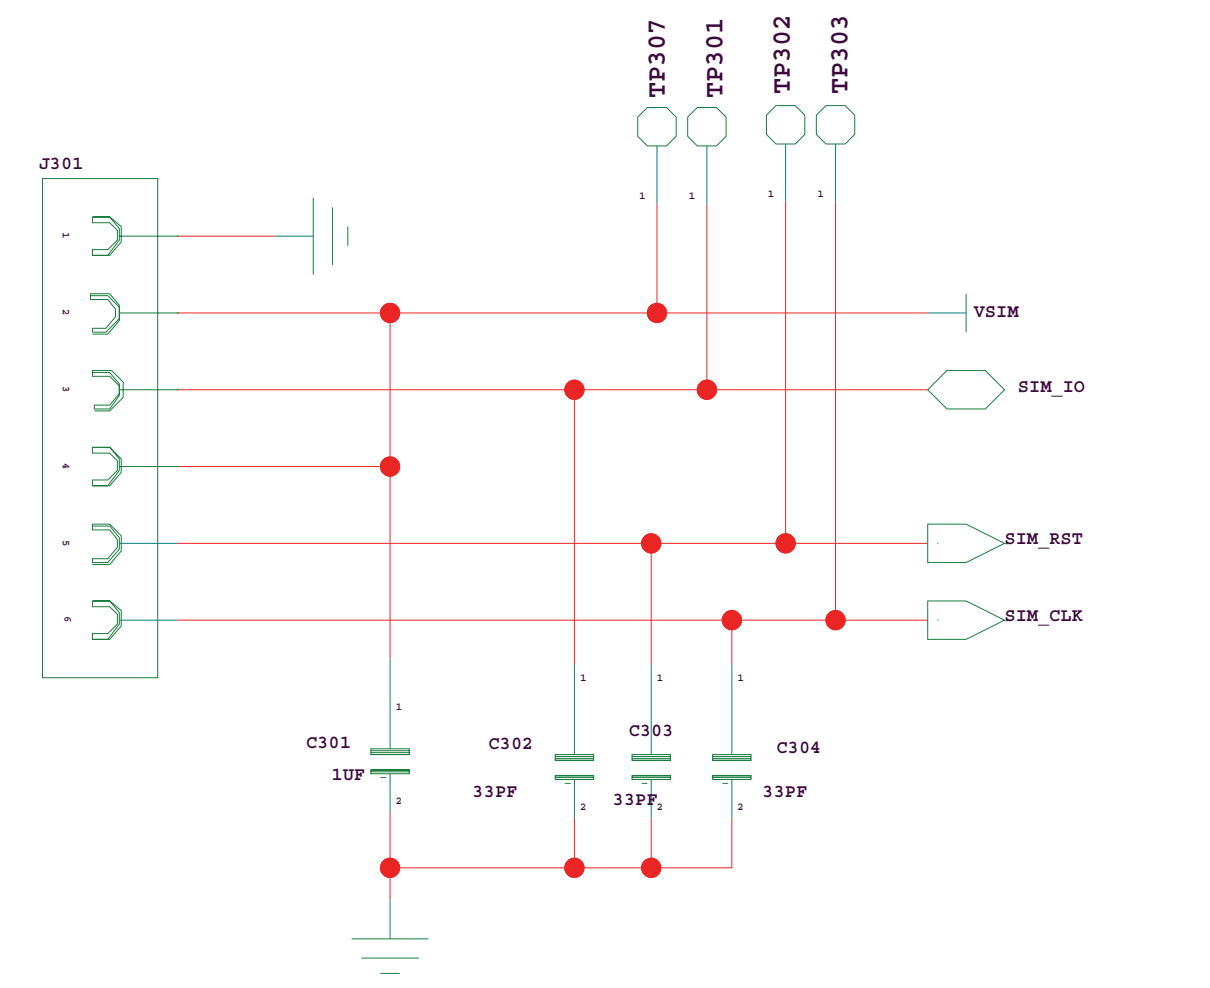 TP307
TP301
TP302
TP303
J301
1
1
1
1
1
2
VSIM
3
SIM_IO
4
5
SIM_RST
6
SIM_CLK
1
1
1
1
C301
C302
C303
C304
1UF
33PF
33PF
33PF
2
2
2
2